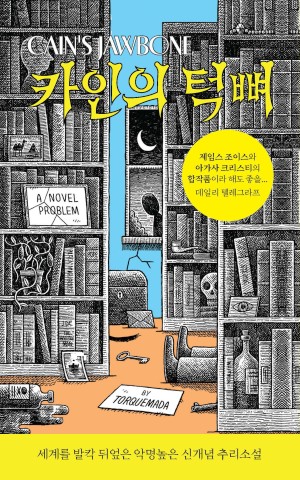 CAIN'S JAWBONE
카인의 턱뼈
제임스 조이스와
아가사 크리스티의
합작품이라 해도 좋을...
데일리 텔레그라프
A NOVEL
PROBLEM
BY
TORQUEMADA
세계를 발칵 뒤엎은 악명높은 신개념 추리소설